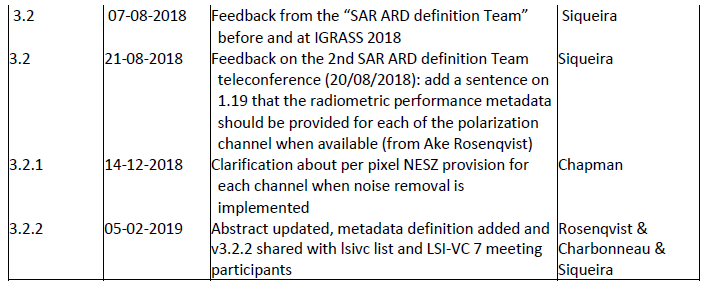 3.2 07-08-2018 Feedback from the “SAR ARD definition Team” Siqueira
before and at IGRASS 2018
3.2 21-08-2018 Feedback on the 2nd SAR ARD definition Team Siqueira
teleconference (20/08/2018): add a sentence on
1.19 that the radiometric performance metadata
should be provided for each of the polarization
channel when available (from Ake Rosenqvist)
3.2.1 14-12-2018 Clarification about per pixel NESZ provision for Chapman
each channel when noise removal is
implemented
3.2.2 05-02-2019 Abstract updated, metadata definition added and Rosenqvist &
v3.2.2 shared with lsivc list and LSI-VC 7 meeting Charbonneau &
participants Siqueira